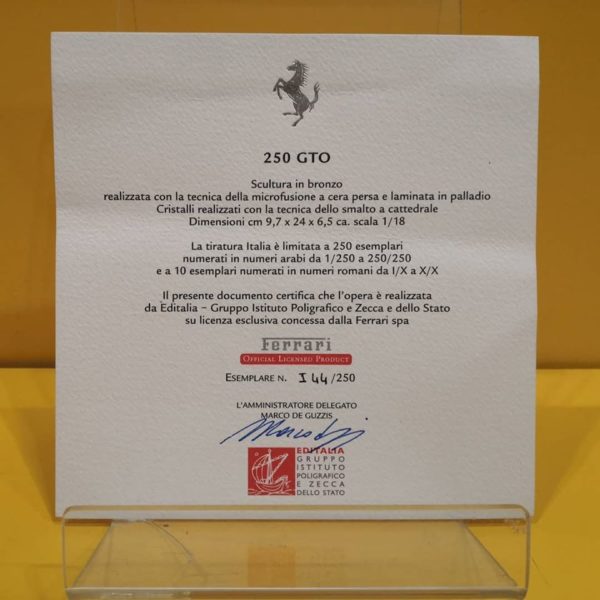 250 GTO
Scultura in bronzo
realizzata con la tecnica della microfusione a cera persa e laminata in palladio
Cristalli realizzati con la tecnica dello smalto a cattedrale
Dimensioni cm 9,7 x 24 x 6,5 ca. scala 1/18
La tiratura Italia è limitata a 250 esemplari
numerati in numeri arabi da 1/250 a 250/250
e a 10 esemplari numerati in numeri romani da I/X a X/X
Il presente documento certifica che l'opera è realizzata
da Editalia – Gruppo Istituto Poligrafico e Zecca e dello Stato
su licenza esclusiva concessa dalla Ferrari spa
Ferrari
OFFICIAL LICENSED PRODUCT
ESEMPLARE N. 144/250
L'AMMINISTRATORE DELEGATO
MARCO DE GUZZIS
EDITALIA
GRUPPO
ISTITUTO
POLIGRAFICO
E ZECCA
DELLO STATO